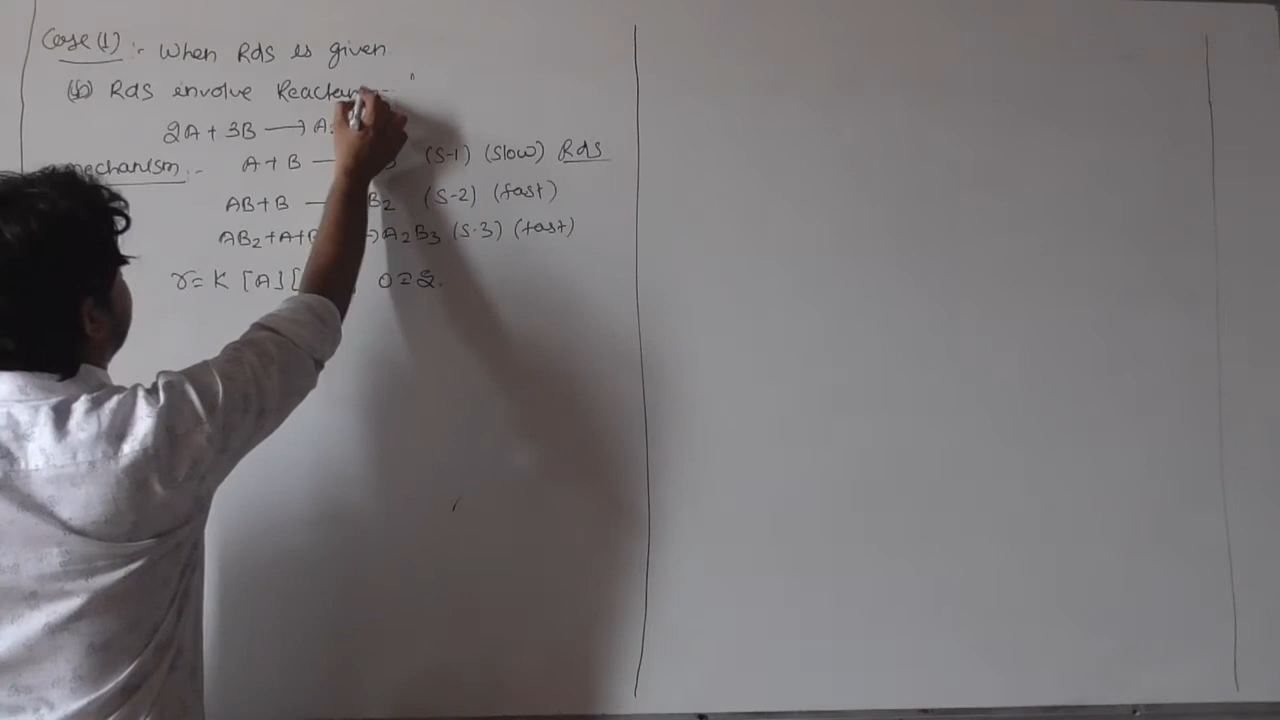 Case (1) :- When Rds is given
Rds involve Reactan
2A + 3B ⟶ A
mechanism :- A + B — (S-1) (slow) Rds
AB + B — B2 (S-2) (fast)
AB2 + A + B → A2B3 (S-3) (fast)
r = K [A] [ O = 2.